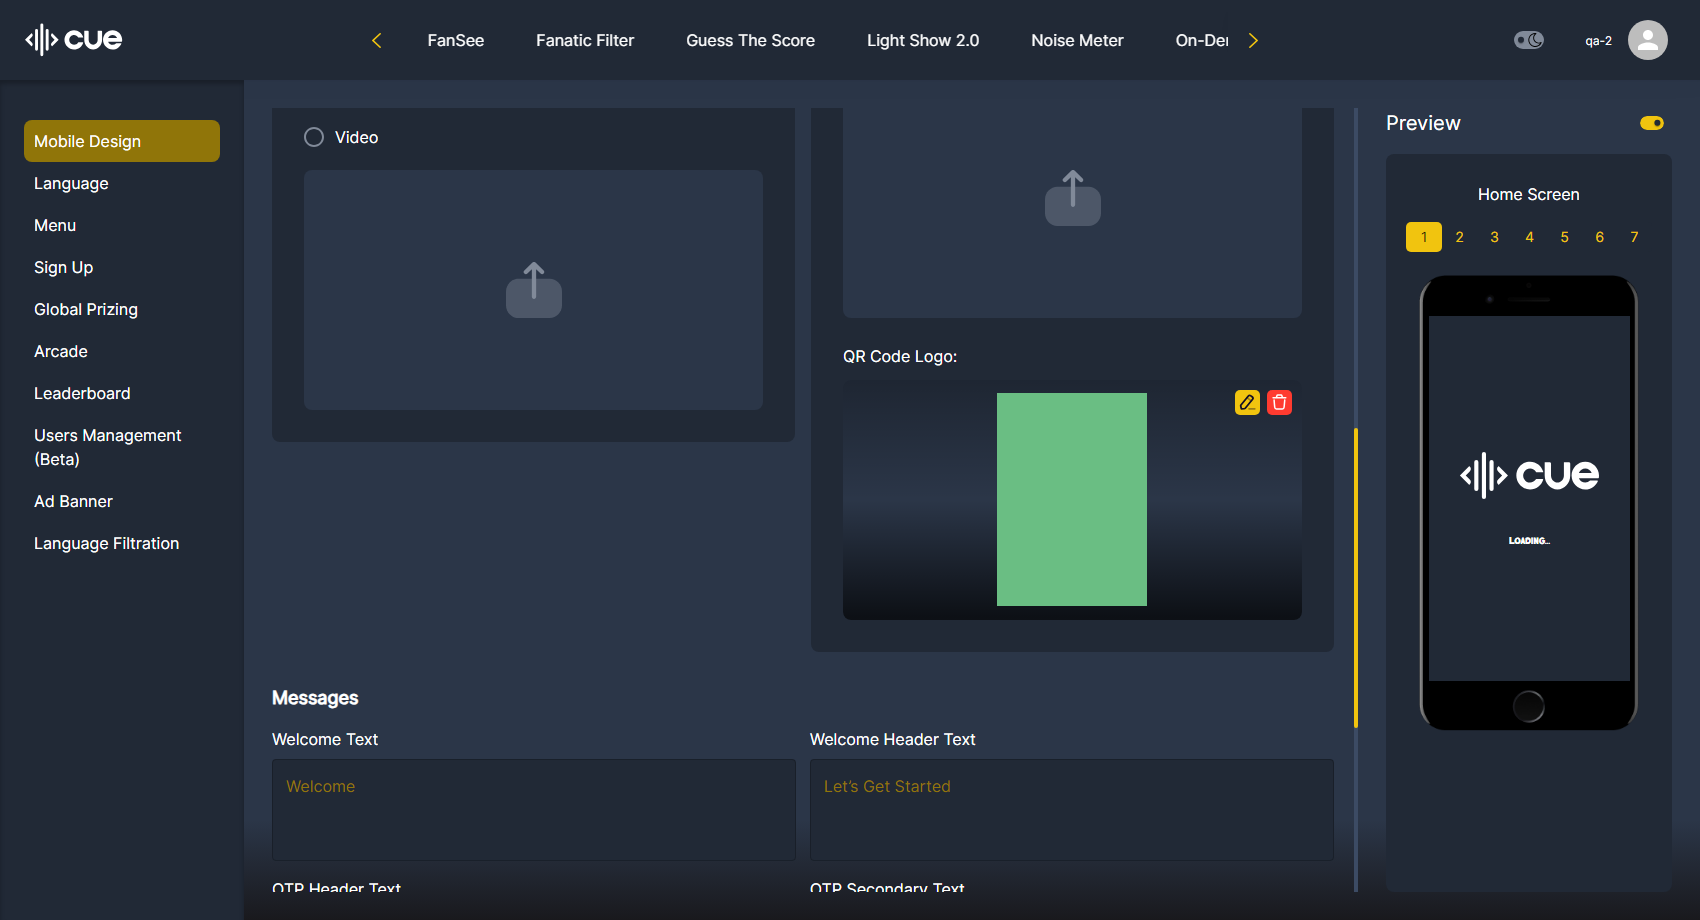 cue
FanSee
Fanatic Filter
Guess The Score
Light Show 2.0
Noise Meter
On-Der
qa-2
Mobile Design
Language
Menu
Sign Up
Global Prizing
Arcade
Leaderboard
Users Management
(Beta)
Ad Banner
Language Filtration
Video
QR Code Logo:
Messages
Welcome Text
Welcome
Welcome Header Text
Let's Get Started
OTP Header Text
OTP Secondary Text
Preview
Home Screen
1 2 3 4 5 6 7
cue
LOADING...